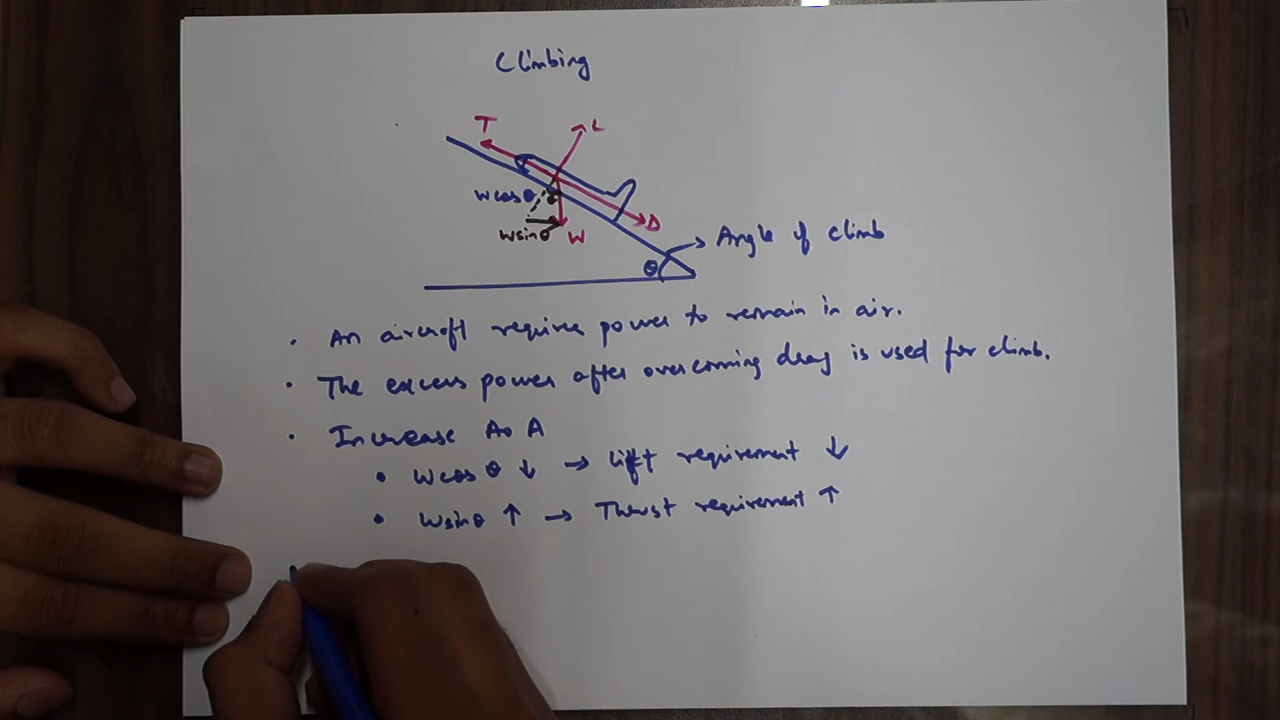 Climbing
T
L
Wcosθ
Wsinθ
W
D
θ
Angle of climb
• An aircraft requires power to remain in air.
• The excess power after overcoming drag is used for climb.
• Increase AoA
• Wcosθ ↓ → lift requirement ↓
• Wsinθ ↑ → Thrust requirement ↑